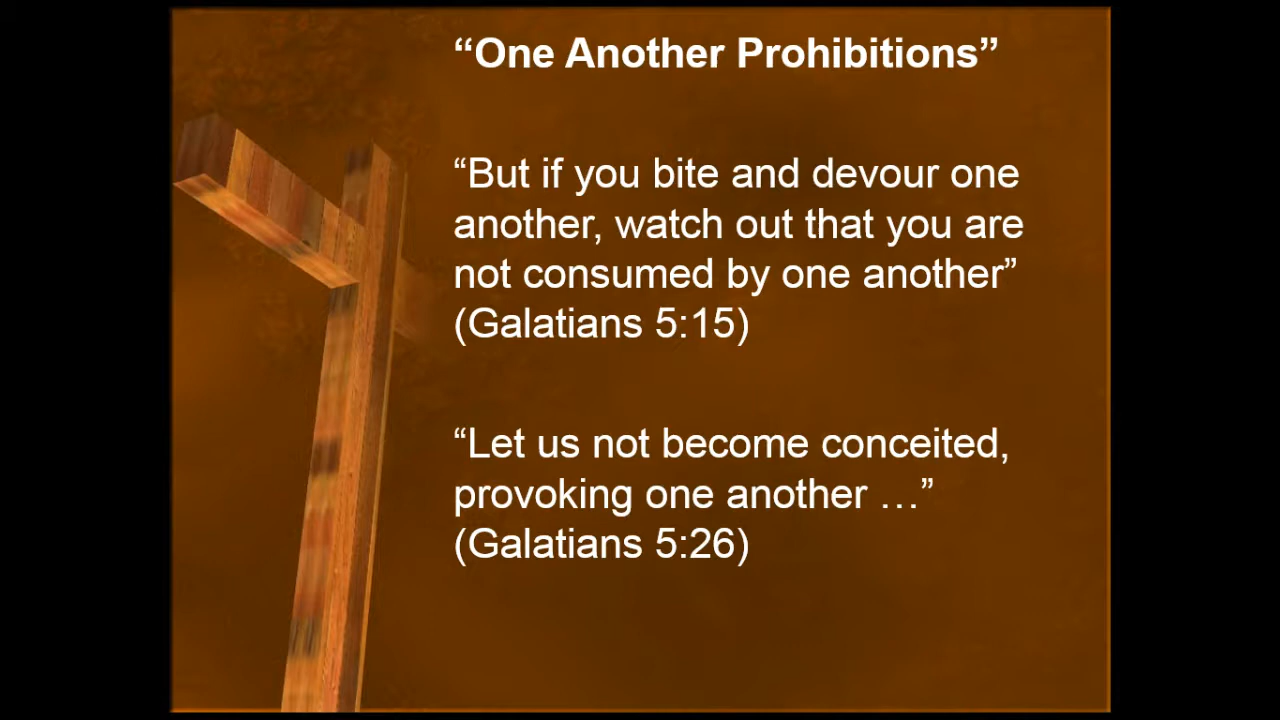 “One Another Prohibitions”
“But if you bite and devour one
another, watch out that you are
not consumed by one another”
(Galatians 5:15)
“Let us not become conceited,
provoking one another …”
(Galatians 5:26)